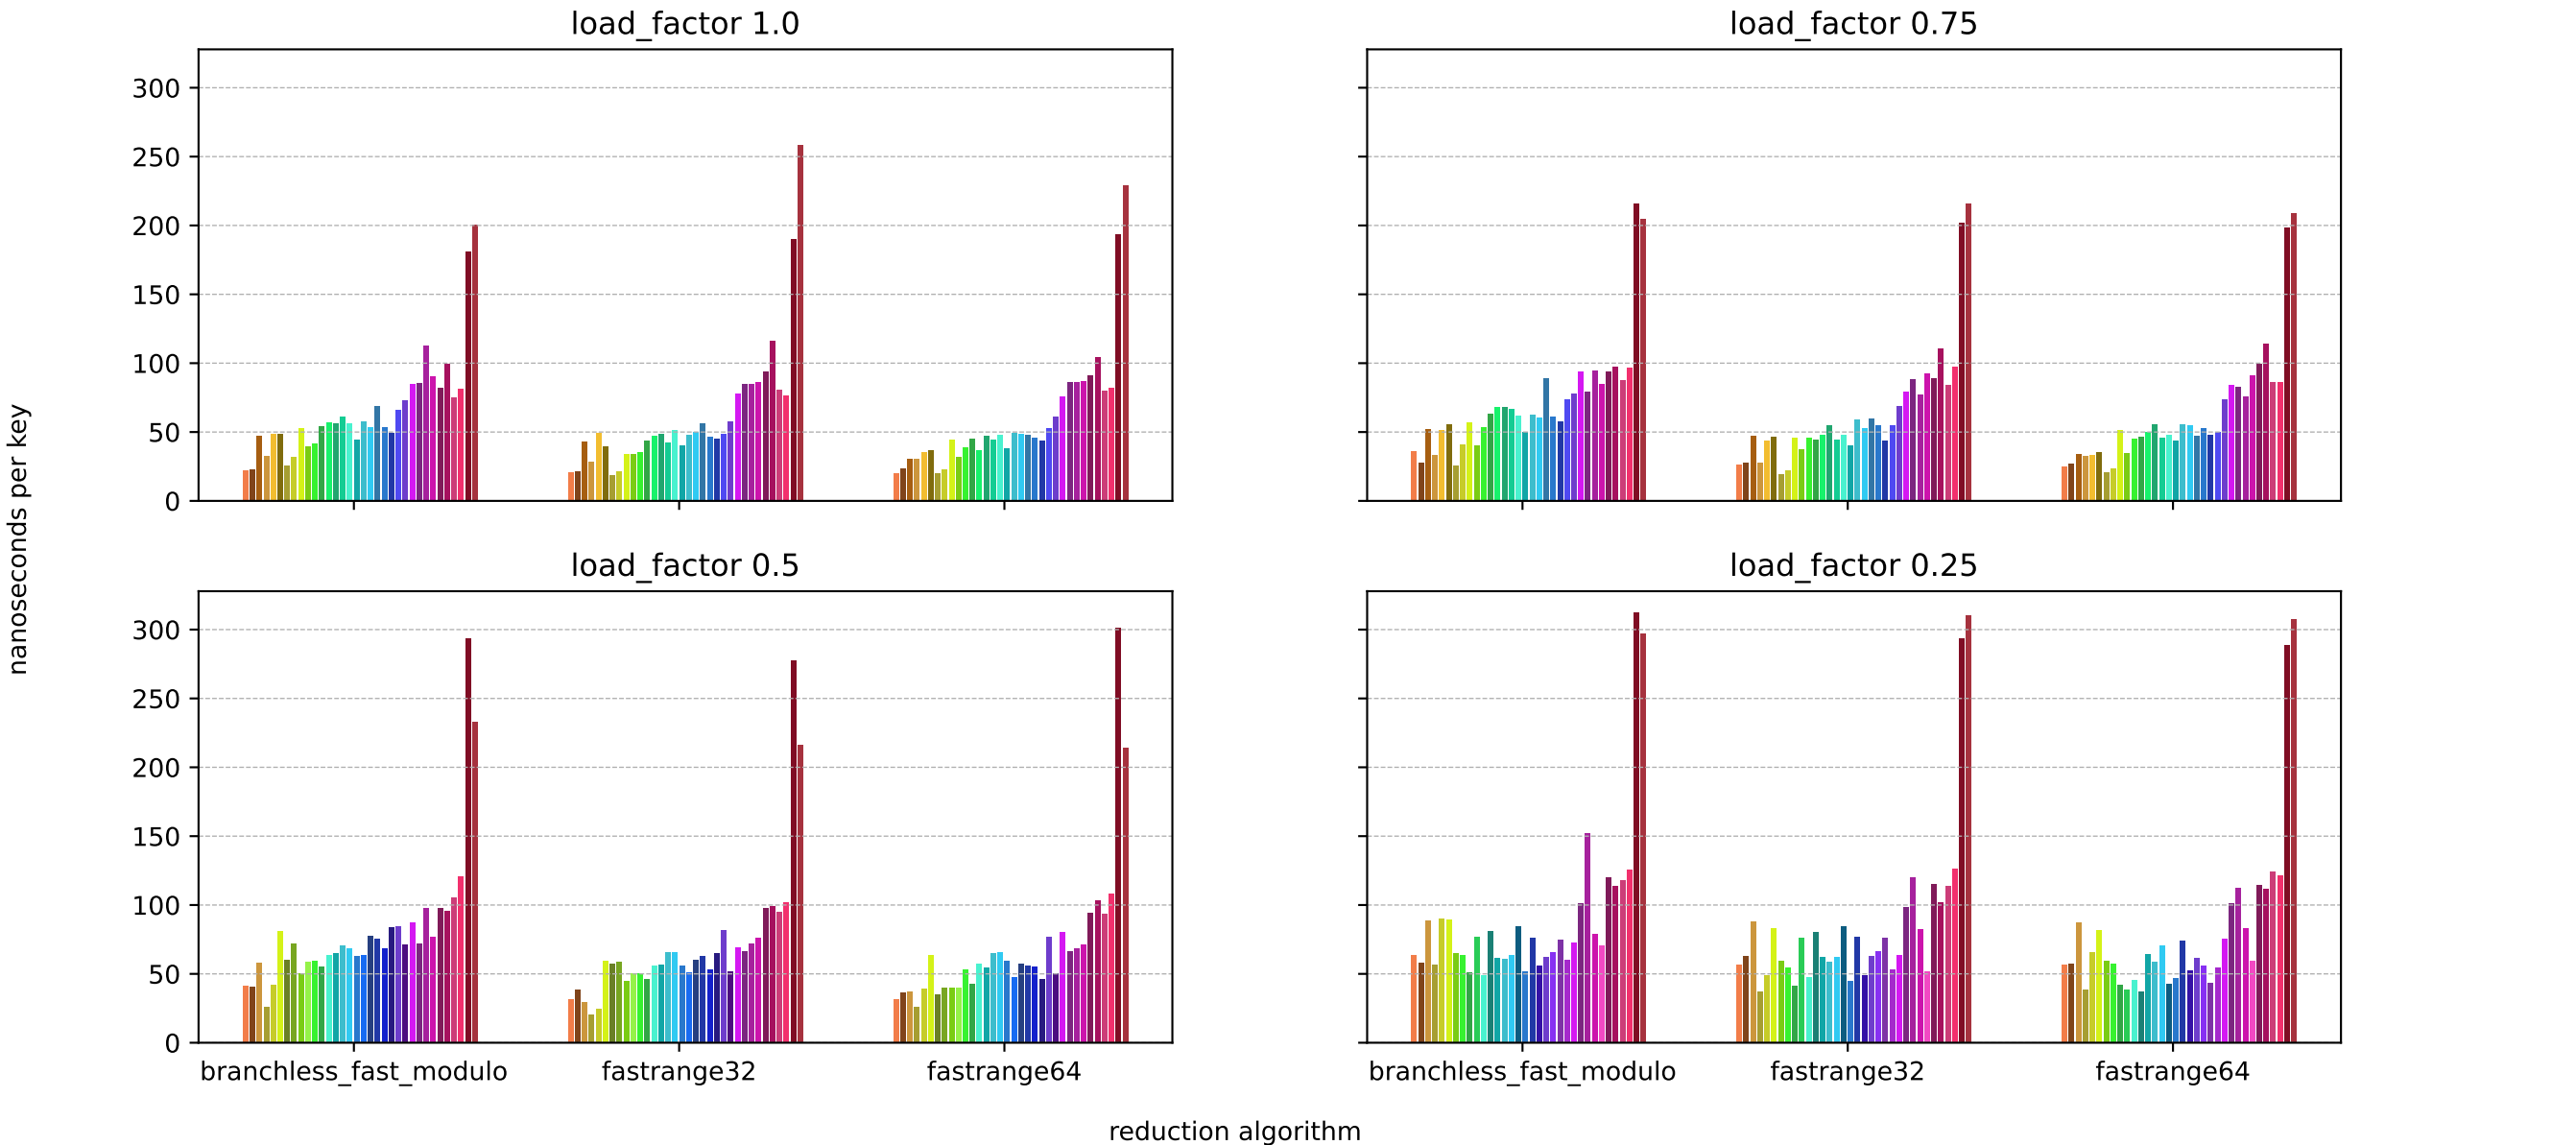 load_factor 1.0
load_factor 0.75
300
250
200
150
100
50
0
nanoseconds per key
load_factor 0.5
load_factor 0.25
300
250
200
150
100
50
0
branchless_fast_modulo fastrange32 fastrange64
branchless_fast_modulo fastrange32 fastrange64
reduction algorithm